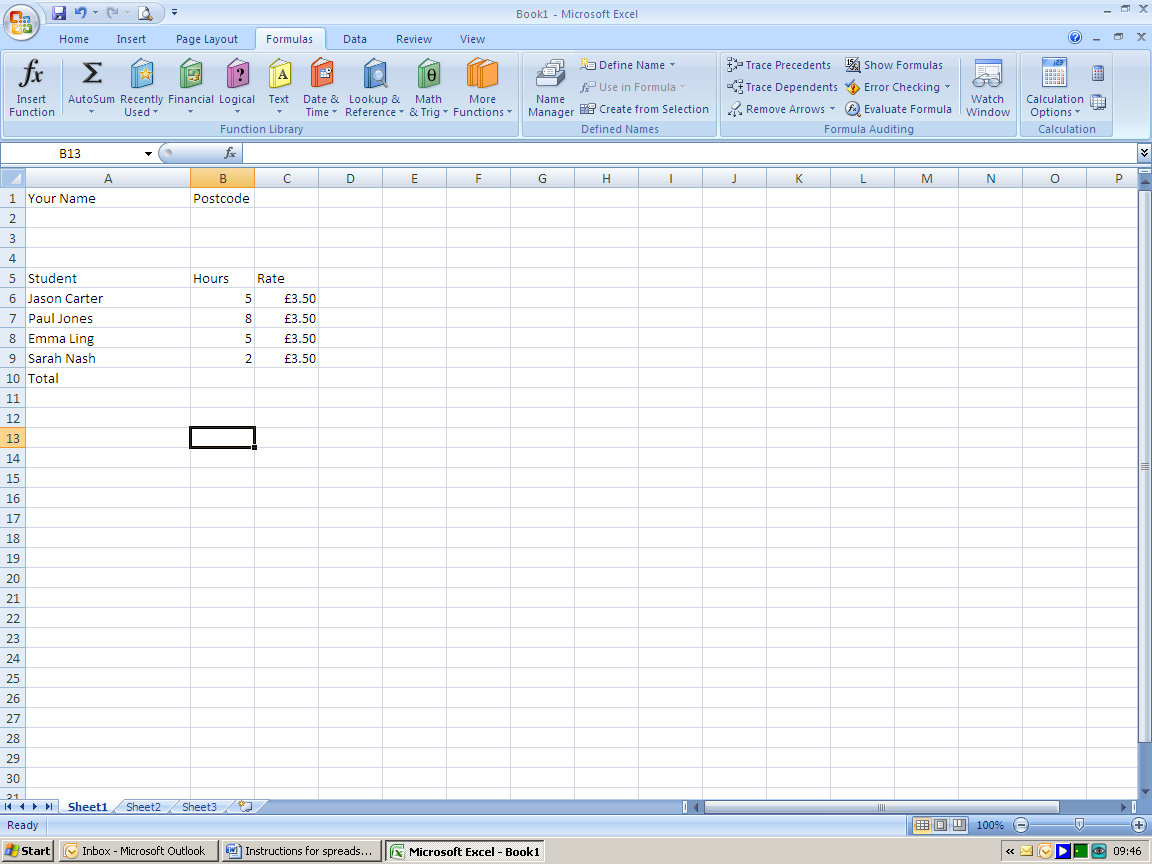 Book1 - Microsoft Excel
Home Insert Page Layout Formulas Data Review View
fx Σ ? A θ
Insert Function AutoSum Recently Used Financial Logical Text Date & Time Lookup & Reference Math & Trig More Functions
Function Library
Name Manager Define Name Use in Formula Create from Selection
Defined Names
Trace Precedents Show Formulas
Trace Dependents Error Checking
Remove Arrows Evaluate Formula
Formula Auditing
Watch Window
Calculation Options
Calculation
B13 fx
A B C D E F G H I J K L M N O P
1 Your Name Postcode
2
3
4
5 Student Hours Rate
6 Jason Carter 5 £3.50
7 Paul Jones 8 £3.50
8 Emma Ling 5 £3.50
9 Sarah Nash 2 £3.50
10 Total
11
12
13
14
15
16
17
18
19
20
21
22
23
24
25
26
27
28
29
30
31
Sheet1 Sheet2 Sheet3
Ready 100%
Start Inbox - Microsoft Outlook Instructions for spreads... Microsoft Excel - Book1 « 09:46